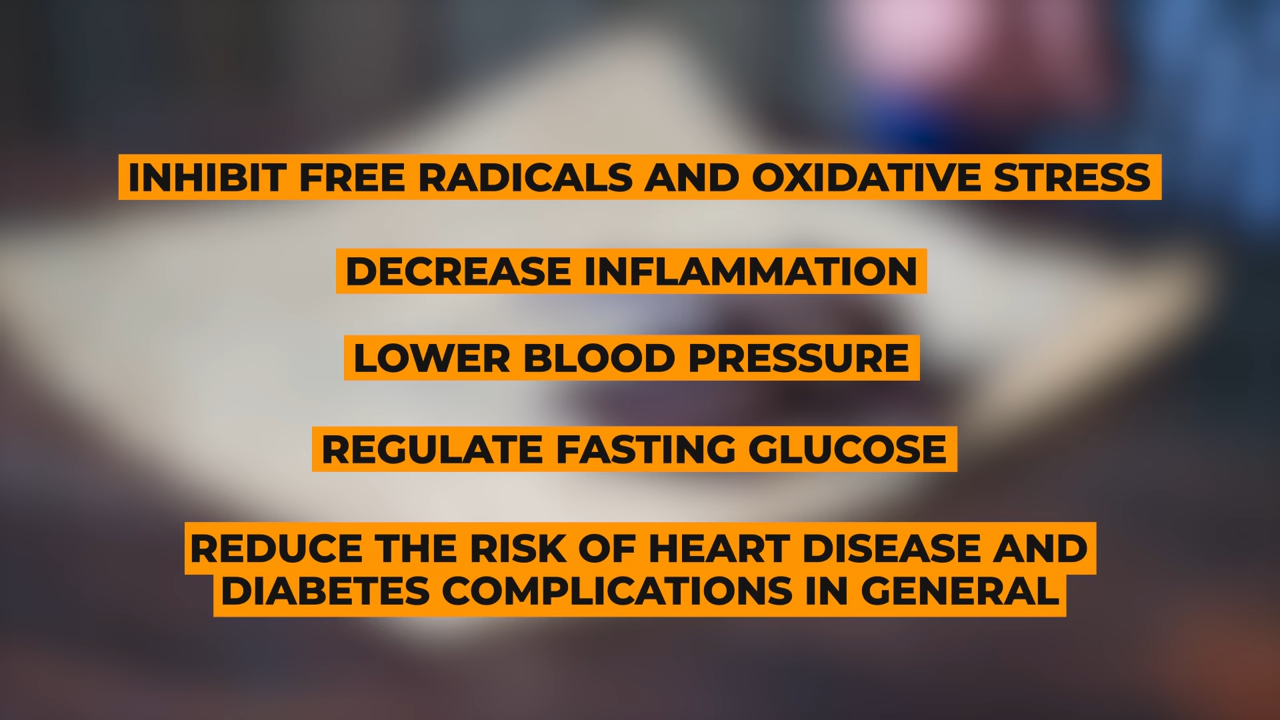 INHIBIT FREE RADICALS AND OXIDATIVE STRESS
DECREASE INFLAMMATION
LOWER BLOOD PRESSURE
REGULATE FASTING GLUCOSE
REDUCE THE RISK OF HEART DISEASE AND
DIABETES COMPLICATIONS IN GENERAL